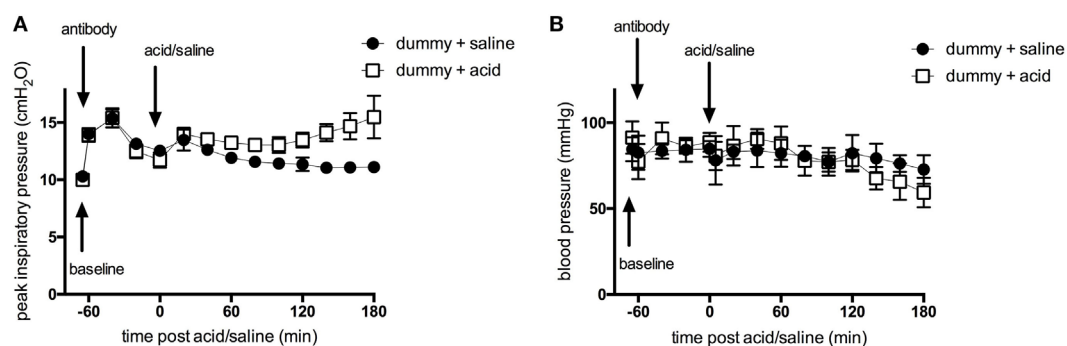 A
antibody
acid/saline
dummy + saline
dummy + acid
peak inspiratory pressure (cmH2O)
15
10
5
0
baseline
-60
0
60
120
180
time post acid/saline (min)
B
antibody
acid/saline
dummy + saline
dummy + acid
blood pressure (mmHg)
100
50
0
baseline
-60
0
60
120
180
time post acid/saline (min)